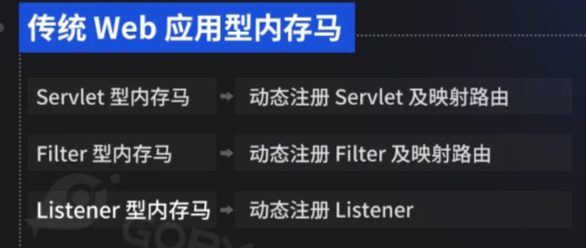 传统 Web 应用型内存马
Servlet 型内存马 → 动态注册 Servlet 及映射路由
Filter 型内存马 → 动态注册 Filter 及映射路由
Listener 型内存马 → 动态注册 Listener